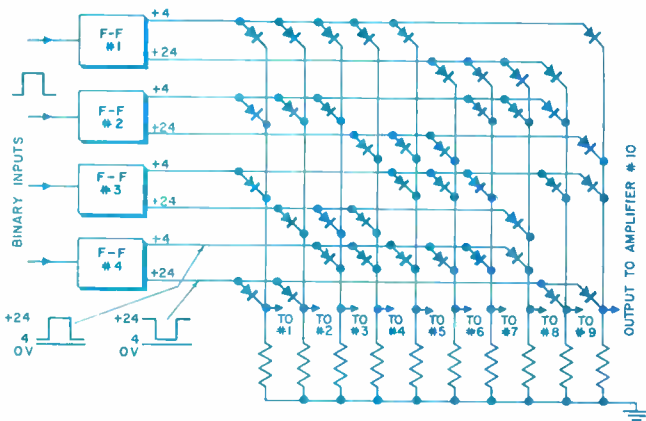 +4
F-F
#1
+24
+4
F-F
#2
+24
BINARY INPUTS
+4
F-F
#3
+24
+4
F-F
#4
+24
+24
4
0V
+24
4
0V
TO #1
TO #2
TO #3
TO #4
TO #5
TO #6
TO #7
TO #8
TO #9
OUTPUT TO AMPLIFIER #10